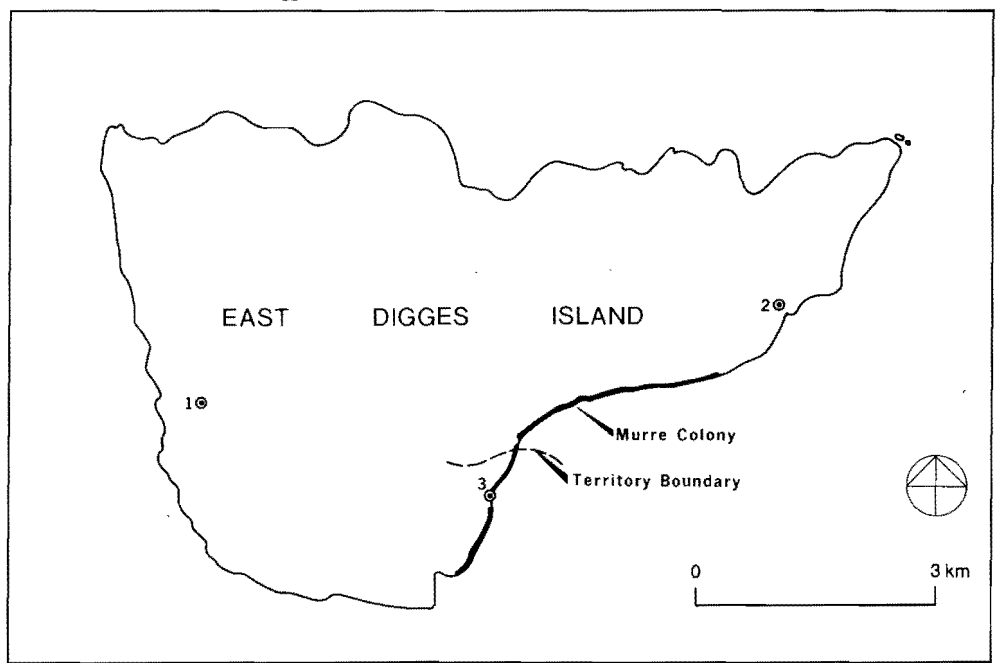 EAST DIGGES ISLAND
2
1
Murre Colony
3
Territory Boundary
0 3 km